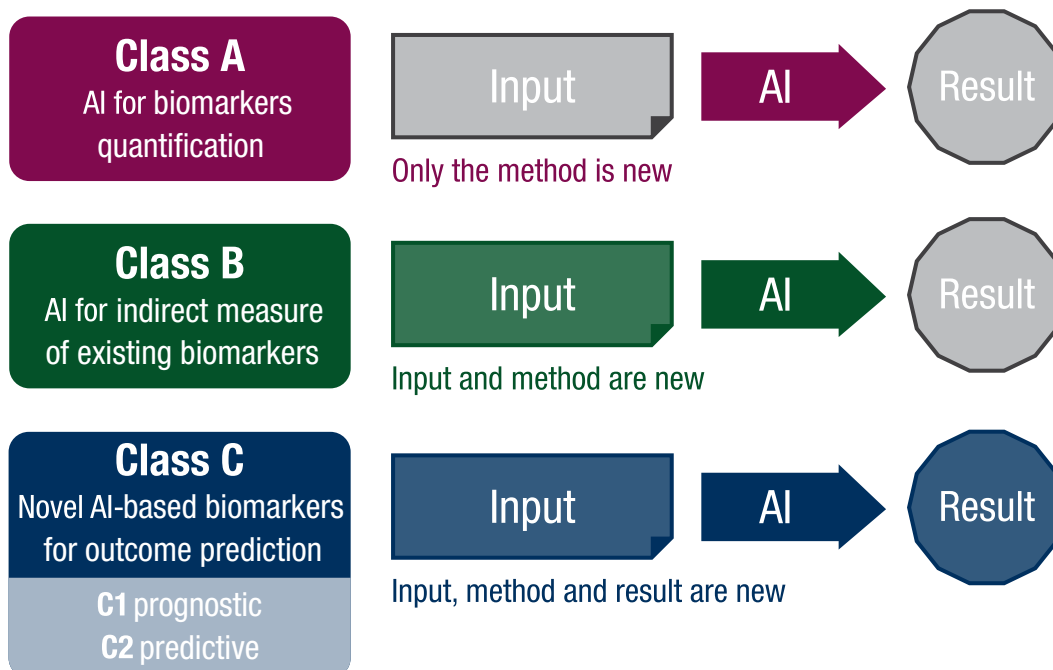 Class A
AI for biomarkers
quantification
Input
AI
Result
Only the method is new
Class B
AI for indirect measure
of existing biomarkers
Input
AI
Result
Input and method are new
Class C
Novel AI-based biomarkers
for outcome prediction
C1 prognostic
C2 predictive
Input
AI
Result
Input, method and result are new